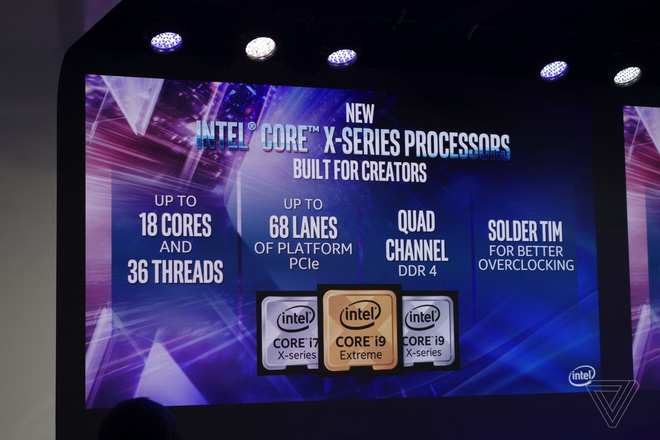 NEW
INTEL® CORE™ X-SERIES PROCESSORS
BUILT FOR CREATORS
UP TO
18 CORES
AND
36 THREADS
UP TO
68 LANES
OF PLATFORM
PCIe
QUAD
CHANNEL
DDR 4
SOLDER TIM
FOR BETTER
OVERCLOCKING
intel
CORE i7
X-series
intel
CORE i9
Extreme
intel
CORE i9
X-series
intel